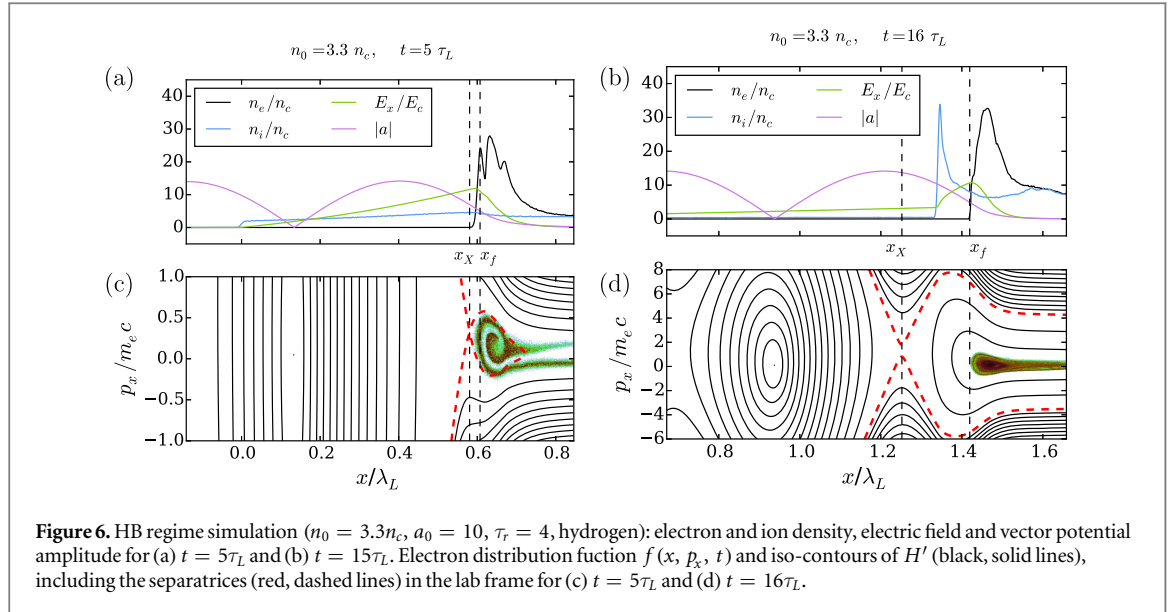 n₀ =3.3 n_c, t=5 τ_L
n₀ =3.3 n_c, t=16 τ_L
(a)
n_e/n_c
E_x/E_c
n_i/n_c
|a|
40
30
20
10
0
(b)
n_e/n_c
E_x/E_c
n_i/n_c
|a|
40
30
20
10
0
x_X x_f
x_X x_f
(c)
p_x/m_e c
1.0
0.5
0.0
−0.5
−1.0
0.0 0.2 0.4 0.6 0.8
x/λ_L
(d)
p_x/m_e c
8
6
4
2
0
−2
−4
−6
0.8 1.0 1.2 1.4 1.6
x/λ_L
Figure 6. HB regime simulation (n₀ = 3.3n_c, a₀ = 10, τ_r = 4, hydrogen): electron and ion density, electric field and vector potential
amplitude for (a) t = 5τ_L and (b) t = 15τ_L. Electron distribution fuction f (x, p_x, t) and iso-contours of H′ (black, solid lines),
including the separatrices (red, dashed lines) in the lab frame for (c) t = 5τ_L and (d) t = 16τ_L.